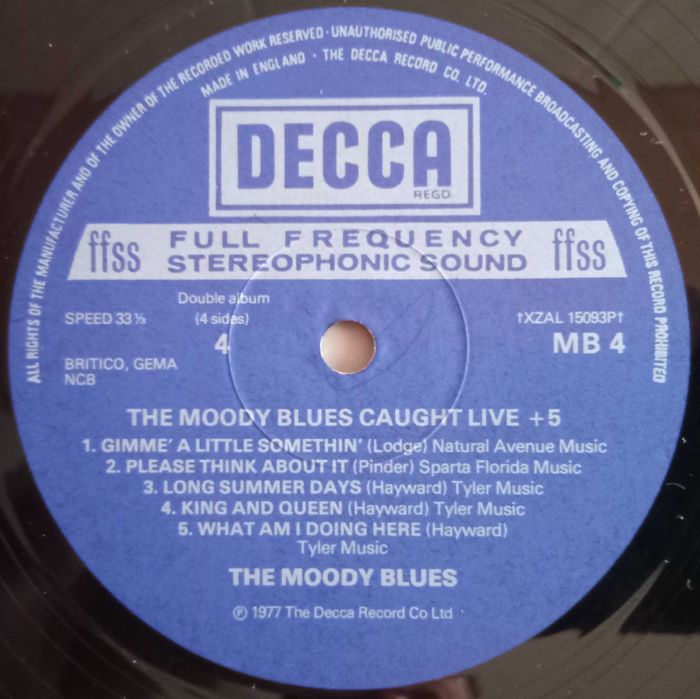 ALL RIGHTS OF THE MANUFACTURER AND OF THE OWNER OF THE RECORDED WORK RESERVED · UNAUTHORISED PUBLIC PERFORMANCE BROADCASTING AND COPYING OF THIS RECORD PROHIBITED
MADE IN ENGLAND · THE DECCA RECORD CO. LTD.
DECCA
REGD.
ffss FULL FREQUENCY ffss
STEREOPHONIC SOUND
Double album
SPEED 33⅓ (4 sides) †XZAL 15093P†
4 MB 4
BRITICO, GEMA
NCB
THE MOODY BLUES CAUGHT LIVE +5
1. GIMME' A LITTLE SOMETHIN' (Lodge) Natural Avenue Music
2. PLEASE THINK ABOUT IT (Pinder) Sparta Florida Music
3. LONG SUMMER DAYS (Hayward) Tyler Music
4. KING AND QUEEN (Hayward) Tyler Music
5. WHAT AM I DOING HERE (Hayward)
Tyler Music
THE MOODY BLUES
℗ 1977 The Decca Record Co Ltd